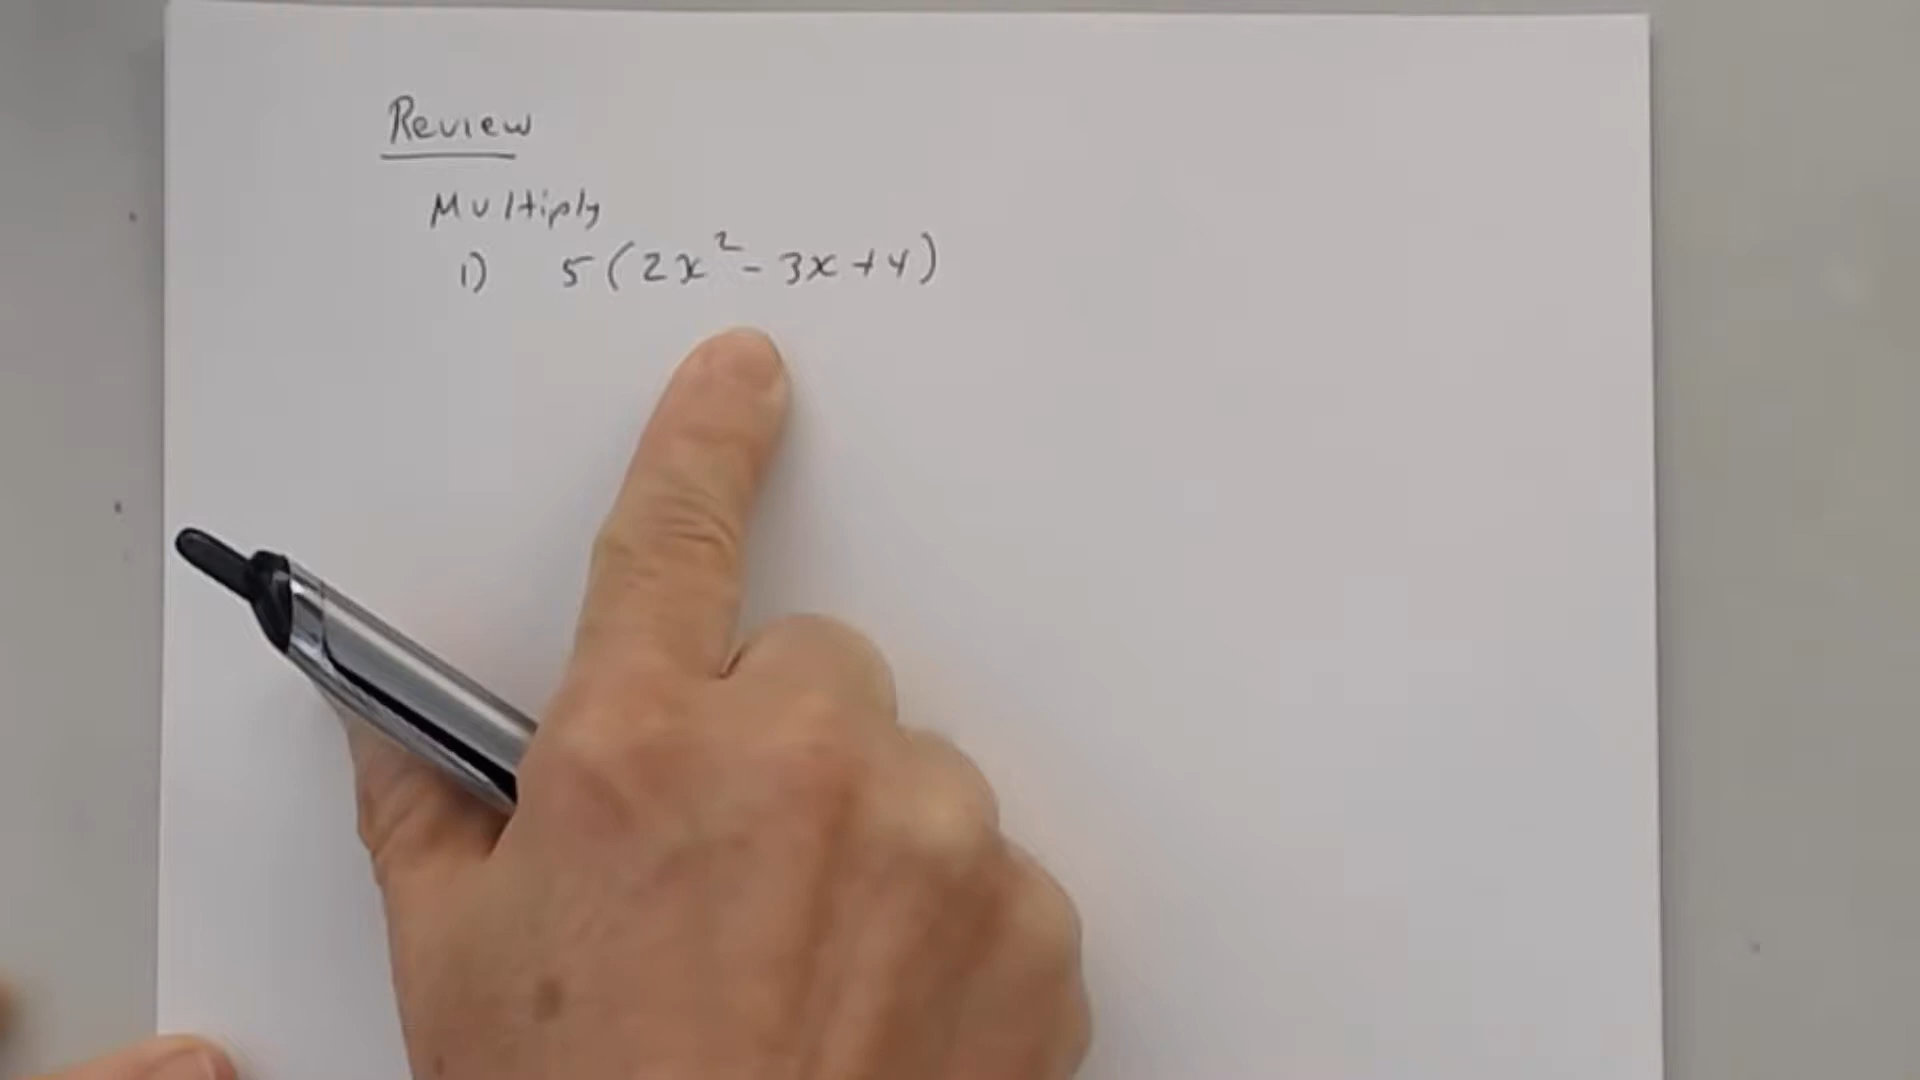 Review
Multiply
1) 5(2x² - 3x + 4)